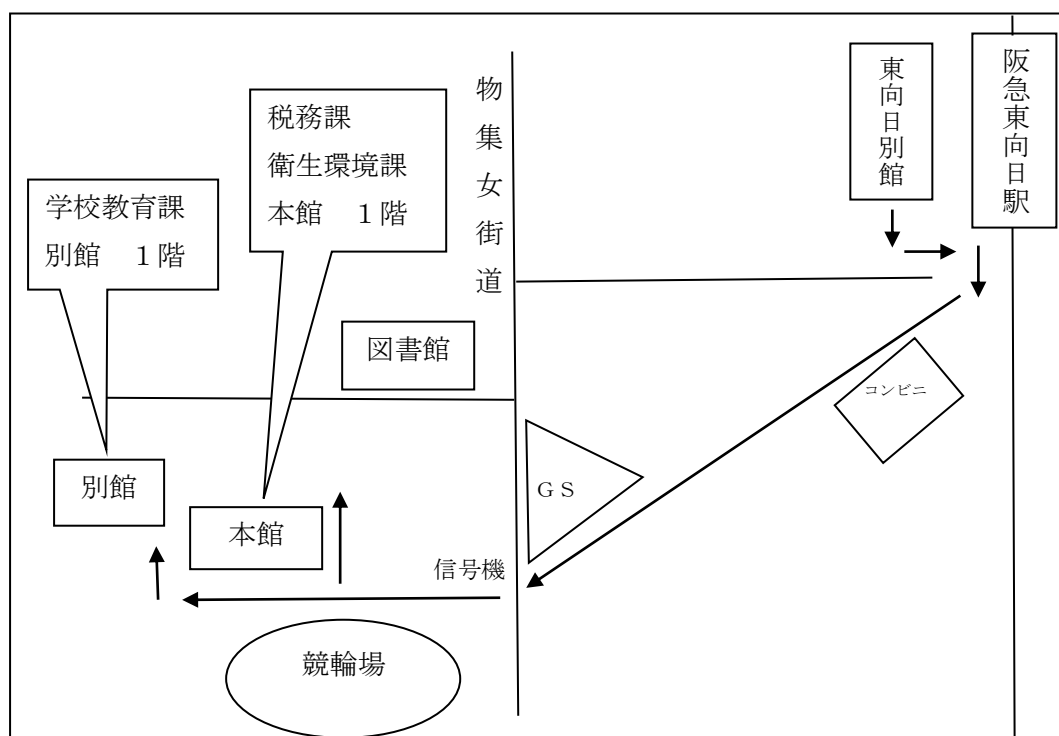 阪急東向日駅
東向日別館
物集女街道
税務課
衛生環境課
本館　１階
学校教育課
別館　１階
図書館
コンビニ
ＧＳ
別館
本館
信号機
競輪場